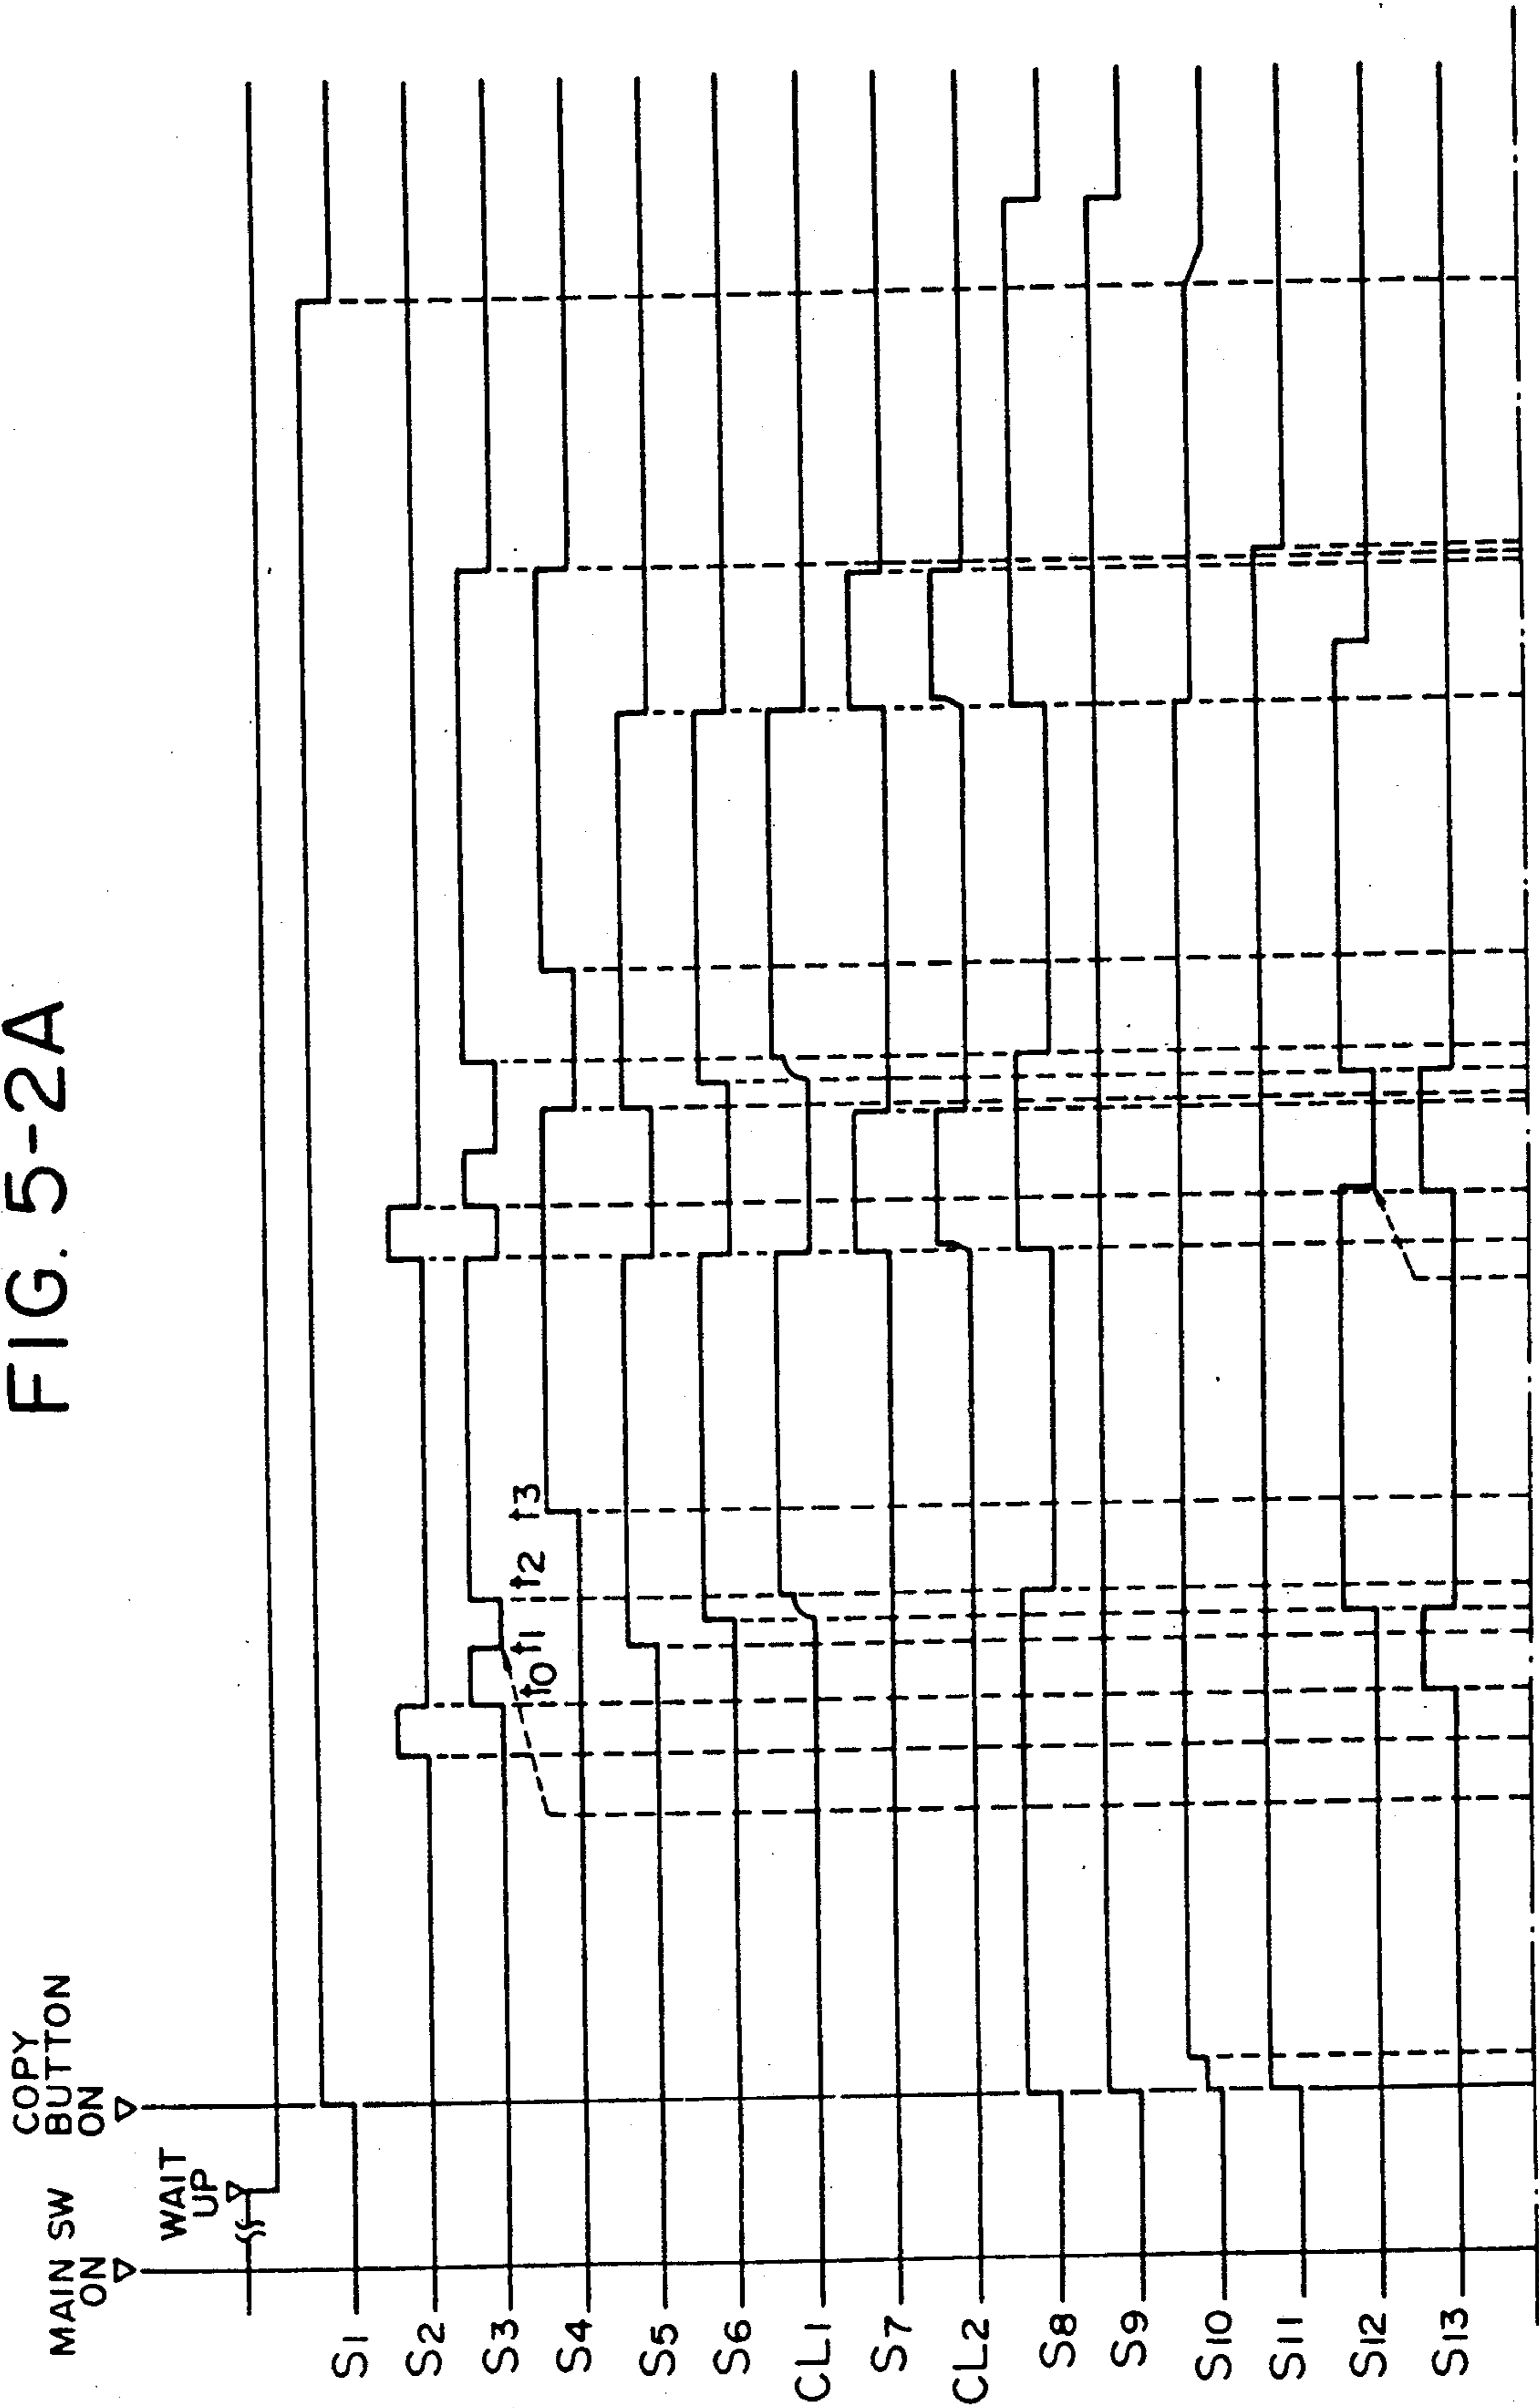 FIG. 5-2A
MAIN SW
ON
WAIT
UP
COPY
BUTTON
ON
S1
S2
S3
S4
S5
S6
CL1
S7
CL2
S8
S9
S10
S11
S12
S13
t0
t1
t2
t3